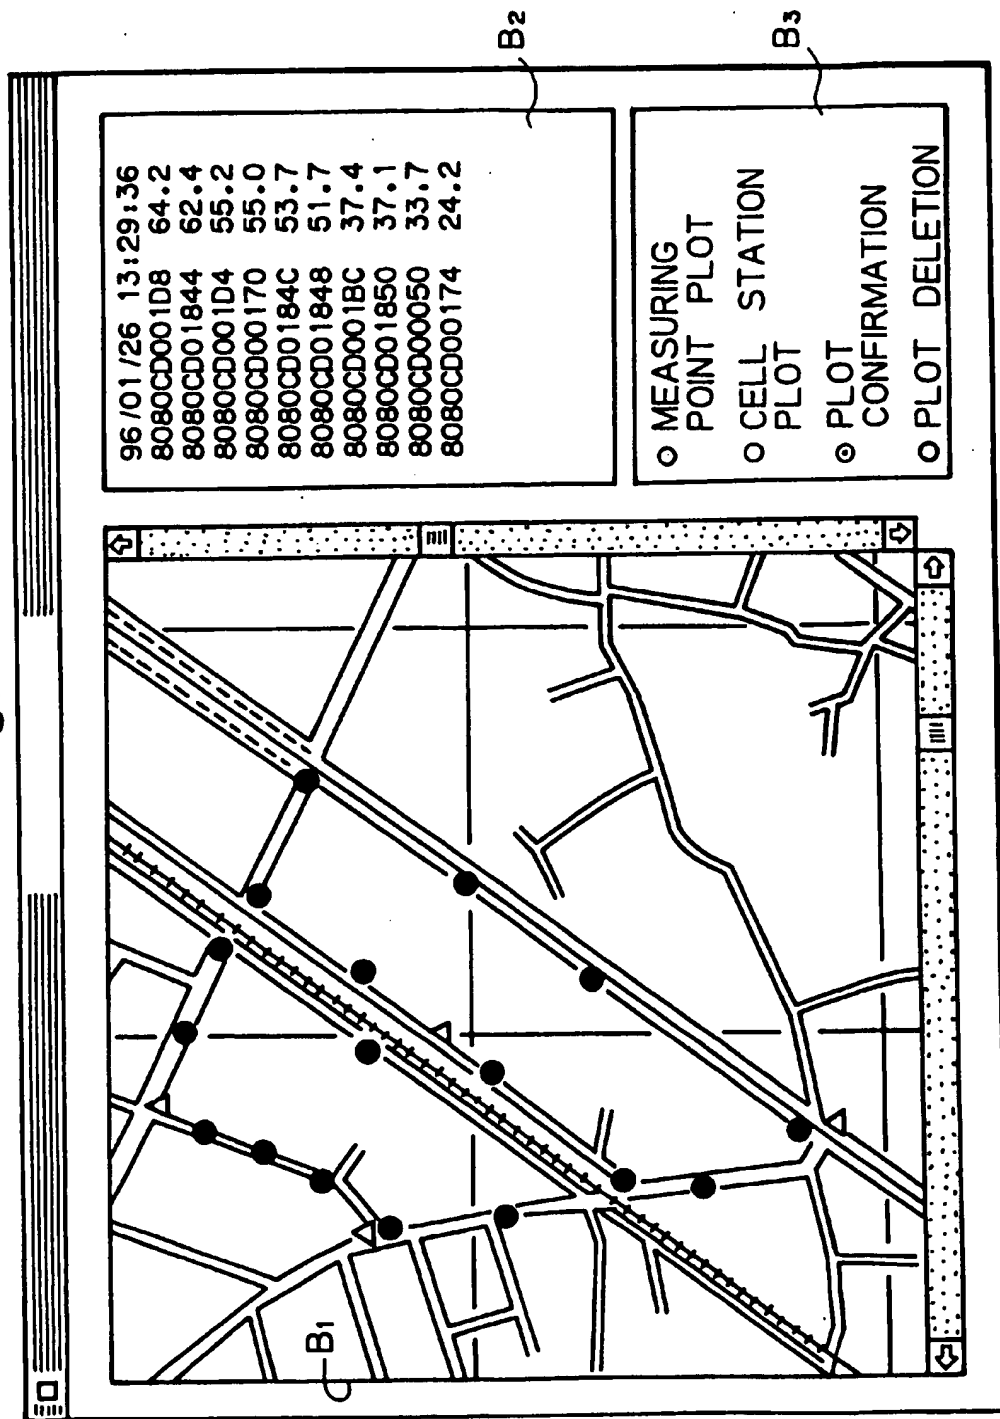 96/01/26 13:29:36
8080CD001D8 64.2
8080CD01844 62.4
8080CD001D4 55.2
8080CD00170 55.0
8080CD0184C 53.7
8080CD01848 51.7
8080CD001BC 37.4
8080CD01850 37.1
8080CD00050 33.7
8080CD00174 24.2
B2
MEASURING
POINT PLOT
CELL STATION
PLOT
PLOT
CONFIRMATION
PLOT DELETION
B3
B1